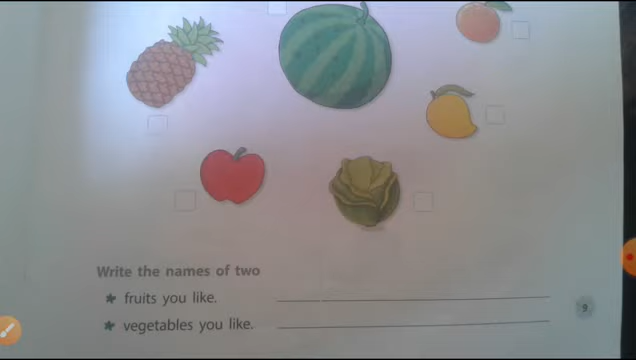 Write the names of two
* fruits you like.
* vegetables you like.
9